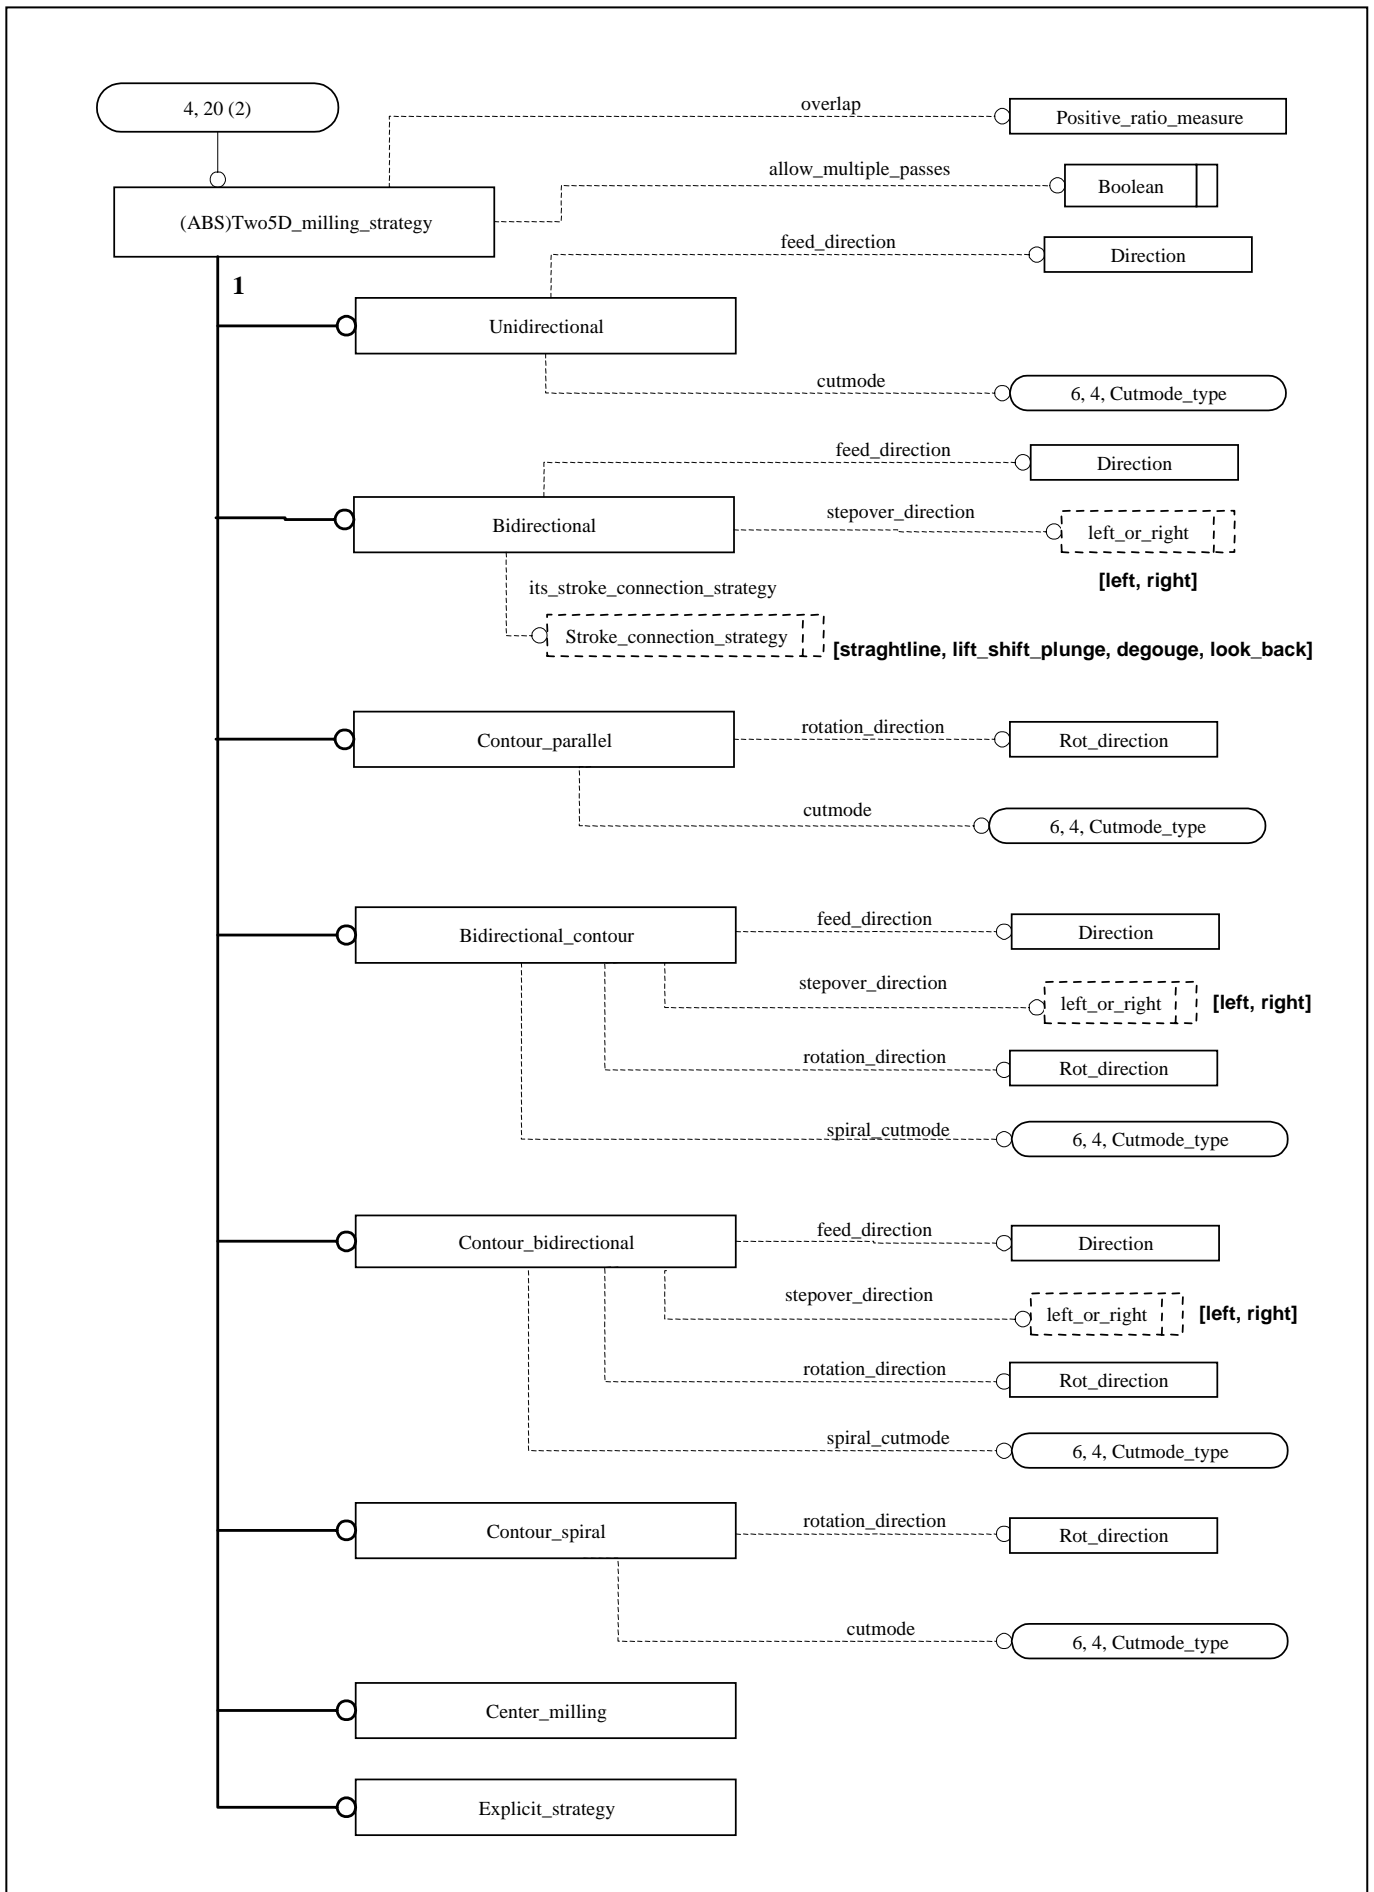 4, 20 (2)
overlap
Positive_ratio_measure
allow_multiple_passes
Boolean
(ABS)Two5D_milling_strategy
feed_direction
Direction
1
Unidirectional
cutmode
6, 4, Cutmode_type
feed_direction
Direction
Bidirectional
stepover_direction
left_or_right
[left, right]
its_stroke_connection_strategy
Stroke_connection_strategy
[straghtline, lift_shift_plunge, degouge, look_back]
Contour_parallel
rotation_direction
Rot_direction
cutmode
6, 4, Cutmode_type
Bidirectional_contour
feed_direction
Direction
stepover_direction
left_or_right
[left, right]
rotation_direction
Rot_direction
spiral_cutmode
6, 4, Cutmode_type
Contour_bidirectional
feed_direction
Direction
stepover_direction
left_or_right
[left, right]
rotation_direction
Rot_direction
spiral_cutmode
6, 4, Cutmode_type
Contour_spiral
rotation_direction
Rot_direction
cutmode
6, 4, Cutmode_type
Center_milling
Explicit_strategy